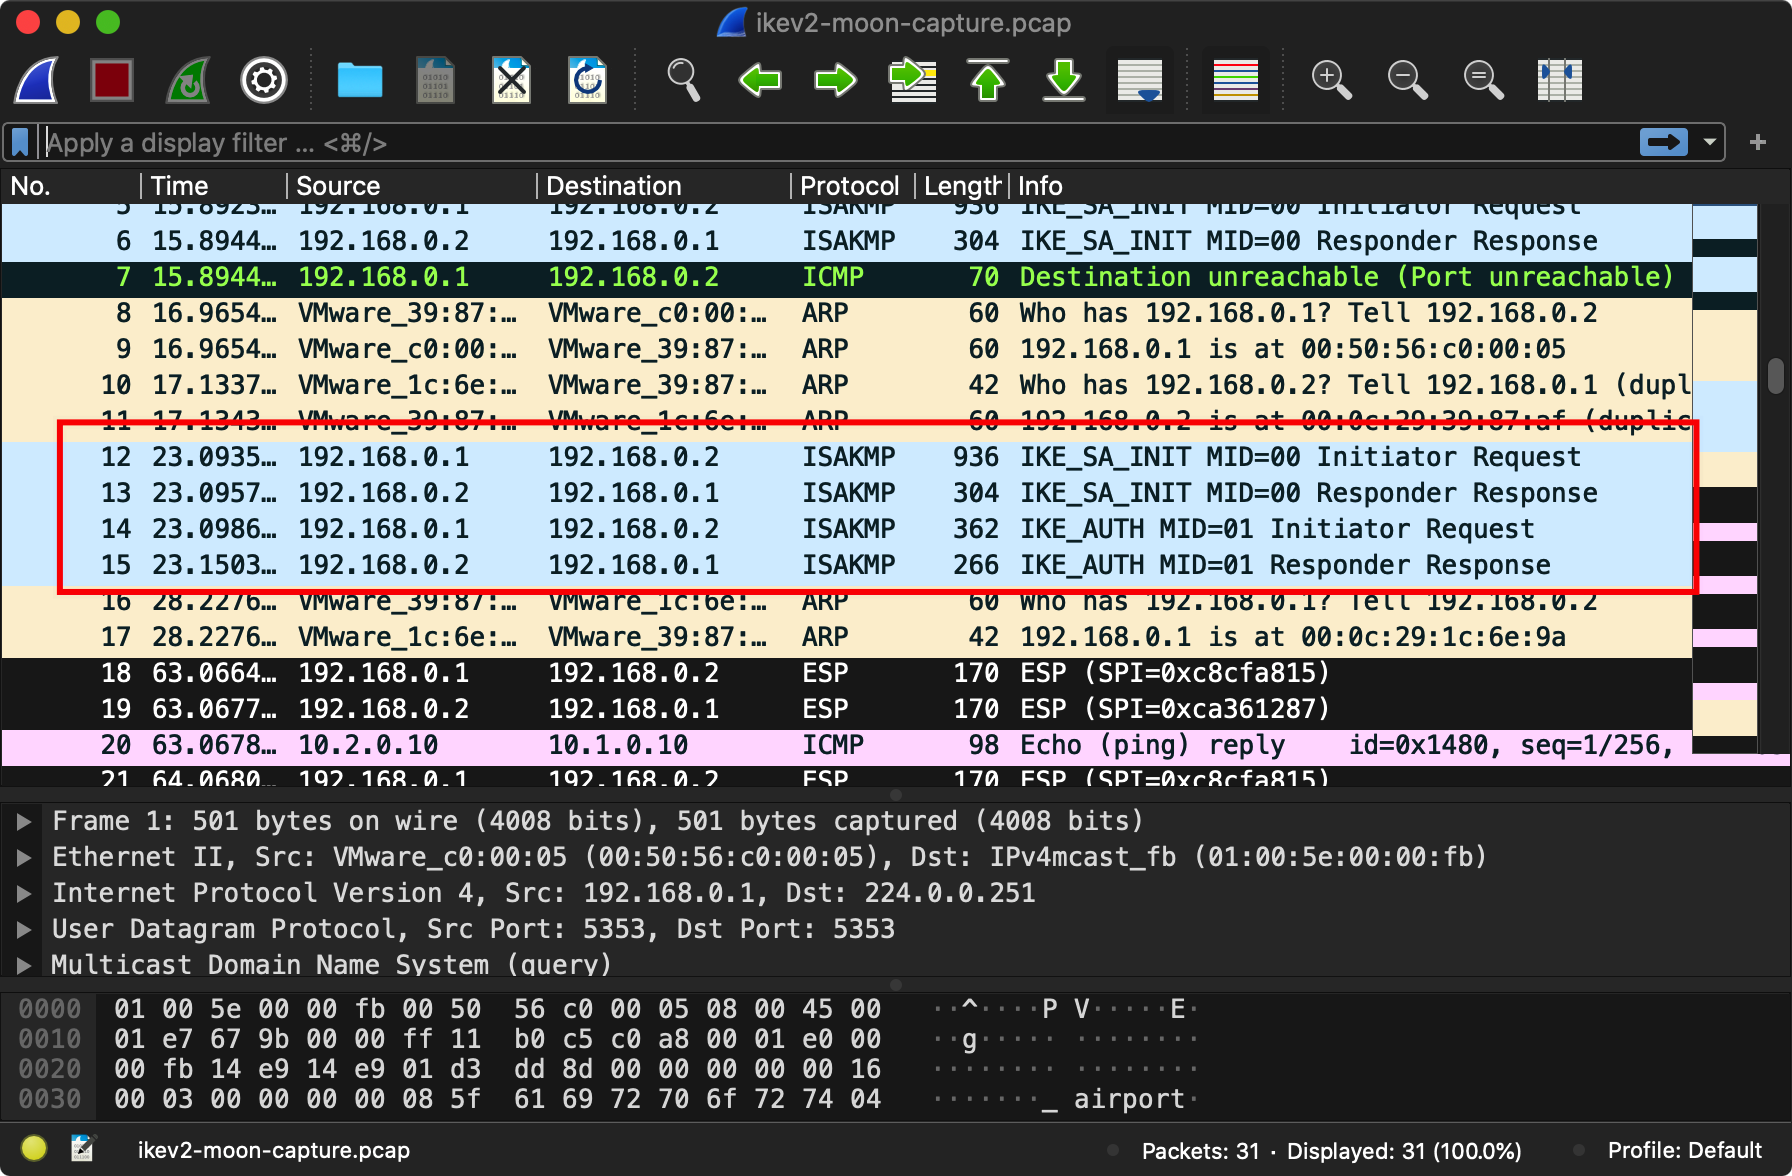 ikev2-moon-capture.pcap
Apply a display filter ... <⌘/>
No. Time Source Destination Protocol Length Info
5 15.8923… 192.168.0.1 192.168.0.2 ISAKMP 936 IKE_SA_INIT MID=00 Initiator Request
6 15.8944… 192.168.0.2 192.168.0.1 ISAKMP 304 IKE_SA_INIT MID=00 Responder Response
7 15.8944… 192.168.0.1 192.168.0.2 ICMP 70 Destination unreachable (Port unreachable)
8 16.9654… VMware_39:87:… VMware_c0:00:… ARP 60 Who has 192.168.0.1? Tell 192.168.0.2
9 16.9654… VMware_c0:00:… VMware_39:87:… ARP 60 192.168.0.1 is at 00:50:56:c0:00:05
10 17.1337… VMware_1c:6e:… VMware_39:87:… ARP 42 Who has 192.168.0.2? Tell 192.168.0.1 (dupl
11 17.1343… VMware_39:87:… VMware_1c:6e:… ARP 60 192.168.0.2 is at 00:0c:29:39:87:af (duplic
12 23.0935… 192.168.0.1 192.168.0.2 ISAKMP 936 IKE_SA_INIT MID=00 Initiator Request
13 23.0957… 192.168.0.2 192.168.0.1 ISAKMP 304 IKE_SA_INIT MID=00 Responder Response
14 23.0986… 192.168.0.1 192.168.0.2 ISAKMP 362 IKE_AUTH MID=01 Initiator Request
15 23.1503… 192.168.0.2 192.168.0.1 ISAKMP 266 IKE_AUTH MID=01 Responder Response
16 28.2276… VMware_39:87:… VMware_1c:6e:… ARP 60 Who has 192.168.0.1? Tell 192.168.0.2
17 28.2276… VMware_1c:6e:… VMware_39:87:… ARP 42 192.168.0.1 is at 00:0c:29:1c:6e:9a
18 63.0664… 192.168.0.1 192.168.0.2 ESP 170 ESP (SPI=0xc8cfa815)
19 63.0677… 192.168.0.2 192.168.0.1 ESP 170 ESP (SPI=0xca361287)
20 63.0678… 10.2.0.10 10.1.0.10 ICMP 98 Echo (ping) reply id=0x1480, seq=1/256,
21 64.0680… 192.168.0.1 192.168.0.2 ESP 170 ESP (SPI=0xc8cfa815)
Frame 1: 501 bytes on wire (4008 bits), 501 bytes captured (4008 bits)
Ethernet II, Src: VMware_c0:00:05 (00:50:56:c0:00:05), Dst: IPv4mcast_fb (01:00:5e:00:00:fb)
Internet Protocol Version 4, Src: 192.168.0.1, Dst: 224.0.0.251
User Datagram Protocol, Src Port: 5353, Dst Port: 5353
Multicast Domain Name System (query)
0000 01 00 5e 00 00 fb 00 50 56 c0 00 05 08 00 45 00 ··^····P V·····E·
0010 01 e7 67 9b 00 00 ff 11 b0 c5 c0 a8 00 01 e0 00 ··g····· ········
0020 00 fb 14 e9 14 e9 01 d3 dd 8d 00 00 00 00 00 16 ········ ········
0030 00 03 00 00 00 00 08 5f 61 69 72 70 6f 72 74 04 ·······_ airport·
ikev2-moon-capture.pcap
Packets: 31 · Displayed: 31 (100.0%)
Profile: Default